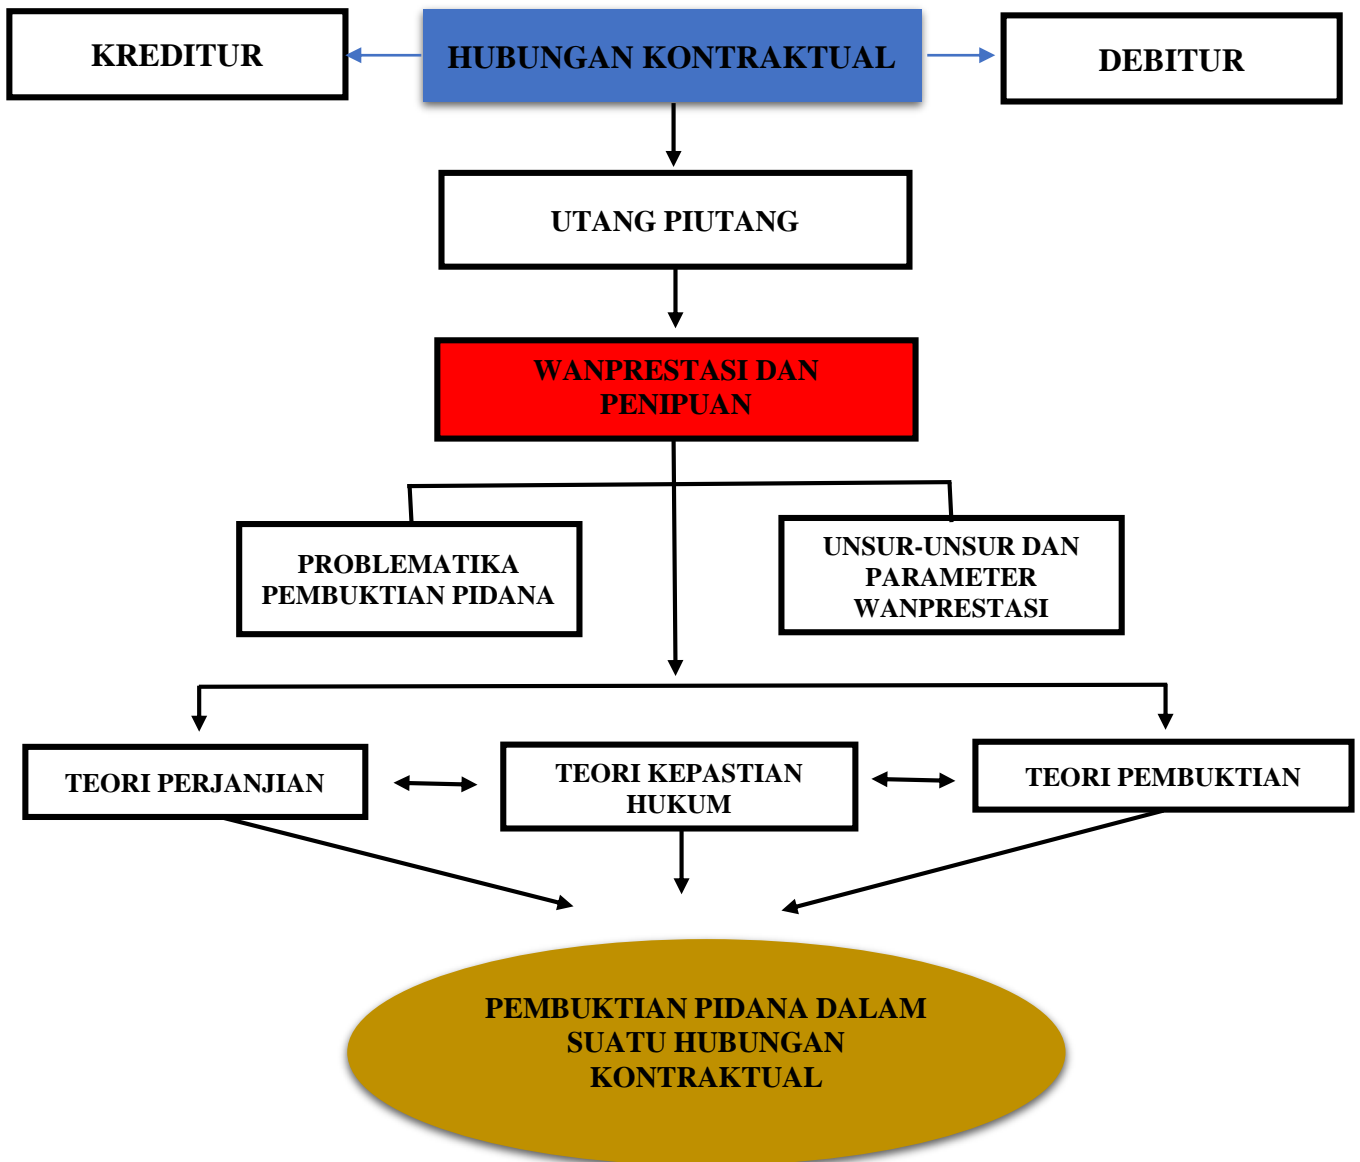 KREDITUR
HUBUNGAN KONTRAKTUAL
DEBITUR
UTANG PIUTANG
WANPRESTASI DAN
PENIPUAN
PROBLEMATIKA
PEMBUKTIAN PIDANA
UNSUR-UNSUR DAN
PARAMETER
WANPRESTASI
TEORI PERJANJIAN
TEORI KEPASTIAN
HUKUM
TEORI PEMBUKTIAN
PEMBUKTIAN PIDANA DALAM
SUATU HUBUNGAN
KONTRAKTUAL